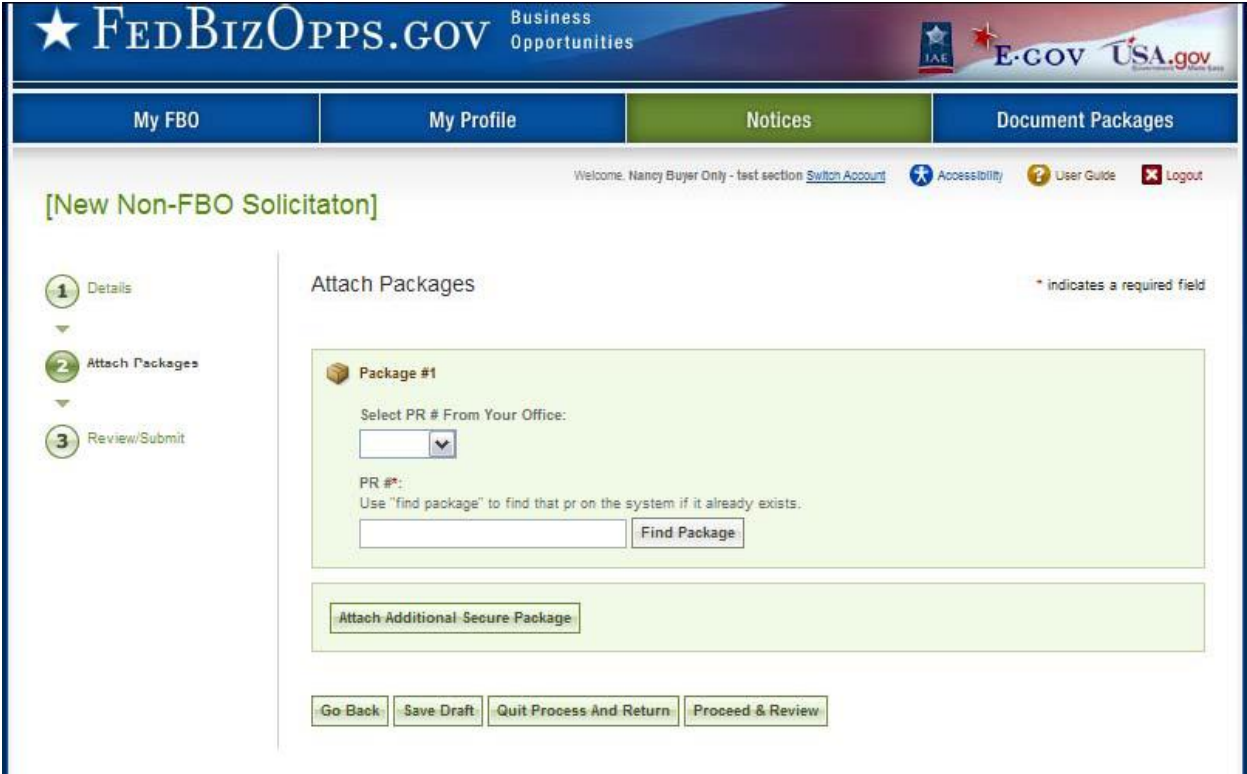 ★ FEDBIZOPPS.GOV Business
Opportunities
IAE E-GOV USA.gov
My FBO My Profile Notices Document Packages
Welcome, Nancy Buyer Only - test section Switch Account Accessibility User Guide Logout
[New Non-FBO Solicitaton]
1 Details
Attach Packages
* indicates a required field
2 Attach Packages
3 Review/Submit
Package #1
Select PR # From Your Office:
PR #*:
Use "find package" to find that pr on the system if it already exists.
Find Package
Attach Additional Secure Package
Go Back Save Draft Quit Process And Return Proceed & Review